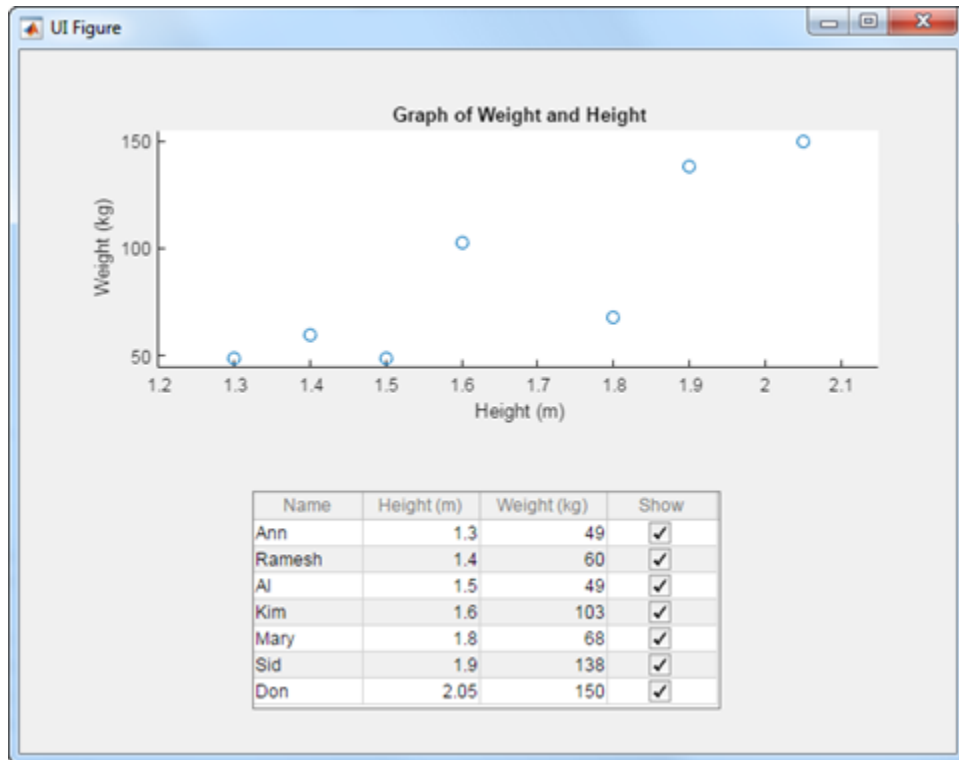 UI Figure
Graph of Weight and Height
150
100
50
Weight (kg)
1.2 1.3 1.4 1.5 1.6 1.7 1.8 1.9 2 2.1
Height (m)
Name Height (m) Weight (kg) Show
Ann 1.3 49
Ramesh 1.4 60
Al 1.5 49
Kim 1.6 103
Mary 1.8 68
Sid 1.9 138
Don 2.05 150